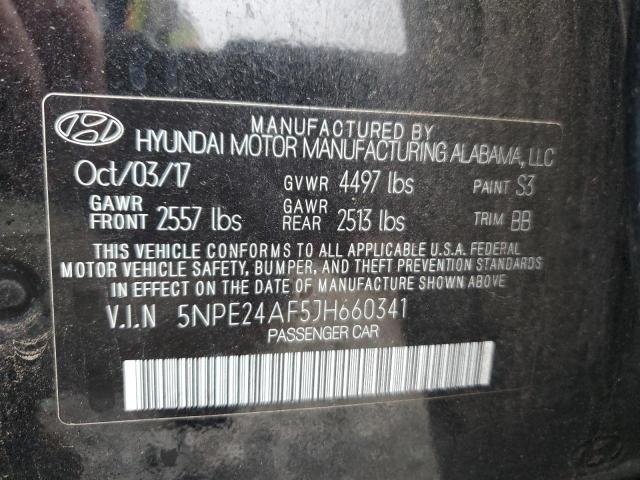 MANUFACTURED BY
HYUNDAI MOTOR MANUFACTURING ALABAMA, LLC
Oct/03/17 GVWR 4497 lbs PAINT S3
GAWR FRONT 2557 lbs GAWR REAR 2513 lbs TRIM BB
THIS VEHICLE CONFORMS TO ALL APPLICABLE U.S.A. FEDERAL
MOTOR VEHICLE SAFETY, BUMPER, AND THEFT PREVENTION STANDARDS
IN EFFECT ON THE DATE OF MANUFACTURE SHOWN ABOVE
V.I.N 5NPE24AF5JH660341
PASSENGER CAR